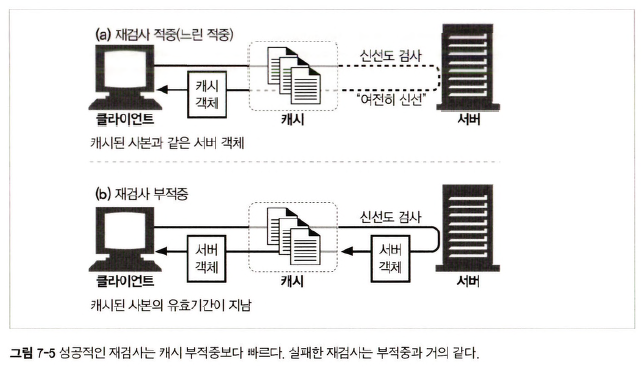 (a) 재검사 적중(느린 적중)
신선도 검사
캐시
객체
"여전히 신선"
클라이언트
캐시
서버
캐시된 사본과 같은 서버 객체
(b) 재검사 부적중
신선도 검사
서버
객체
서버
객체
클라이언트
캐시
서버
캐시된 사본의 유효기간이 지남
그림 7-5 성공적인 재검사는 캐시 부적중보다 빠르다. 실패한 재검사는 부적중과 거의 같다.